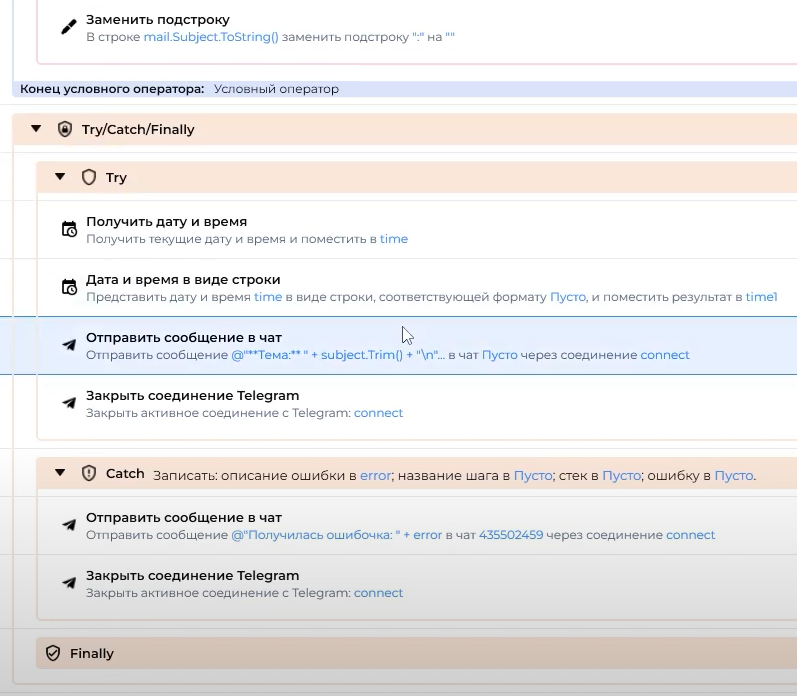 Заменить подстроку
В строке mail.Subject.ToString() заменить подстроку ":" на ""
Конец условного оператора: Условный оператор
Try/Catch/Finally
Try
Получить дату и время
Получить текущие дату и время и поместить в time
Дата и время в виде строки
Представить дату и время time в виде строки, соответствующей формату Пусто, и поместить результат в time1
Отправить сообщение в чат
Отправить сообщение @"**Тема:** " + subject.Trim() + "\n"... в чат Пусто через соединение connect
Закрыть соединение Telegram
Закрыть активное соединение с Telegram: connect
Catch Записать: описание ошибки в error; название шага в Пусто; стек в Пусто; ошибку в Пусто.
Отправить сообщение в чат
Отправить сообщение @"Получилась ошибочка: " + error в чат 435502459 через соединение connect
Закрыть соединение Telegram
Закрыть активное соединение с Telegram: connect
Finally